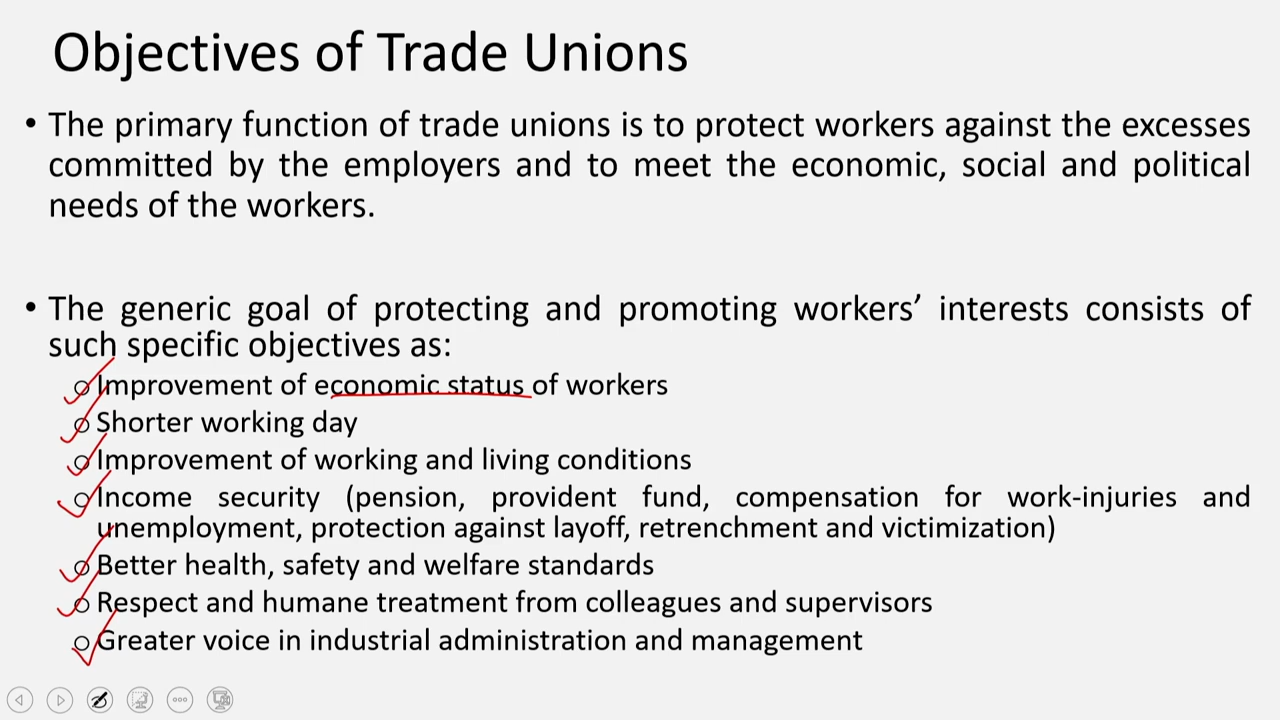 Objectives of Trade Unions
• The primary function of trade unions is to protect workers against the excesses
committed by the employers and to meet the economic, social and political
needs of the workers.
• The generic goal of protecting and promoting workers’ interests consists of
such specific objectives as:
o Improvement of economic status of workers
o Shorter working day
o Improvement of working and living conditions
o Income security (pension, provident fund, compensation for work-injuries and
unemployment, protection against layoff, retrenchment and victimization)
o Better health, safety and welfare standards
o Respect and humane treatment from colleagues and supervisors
o Greater voice in industrial administration and management